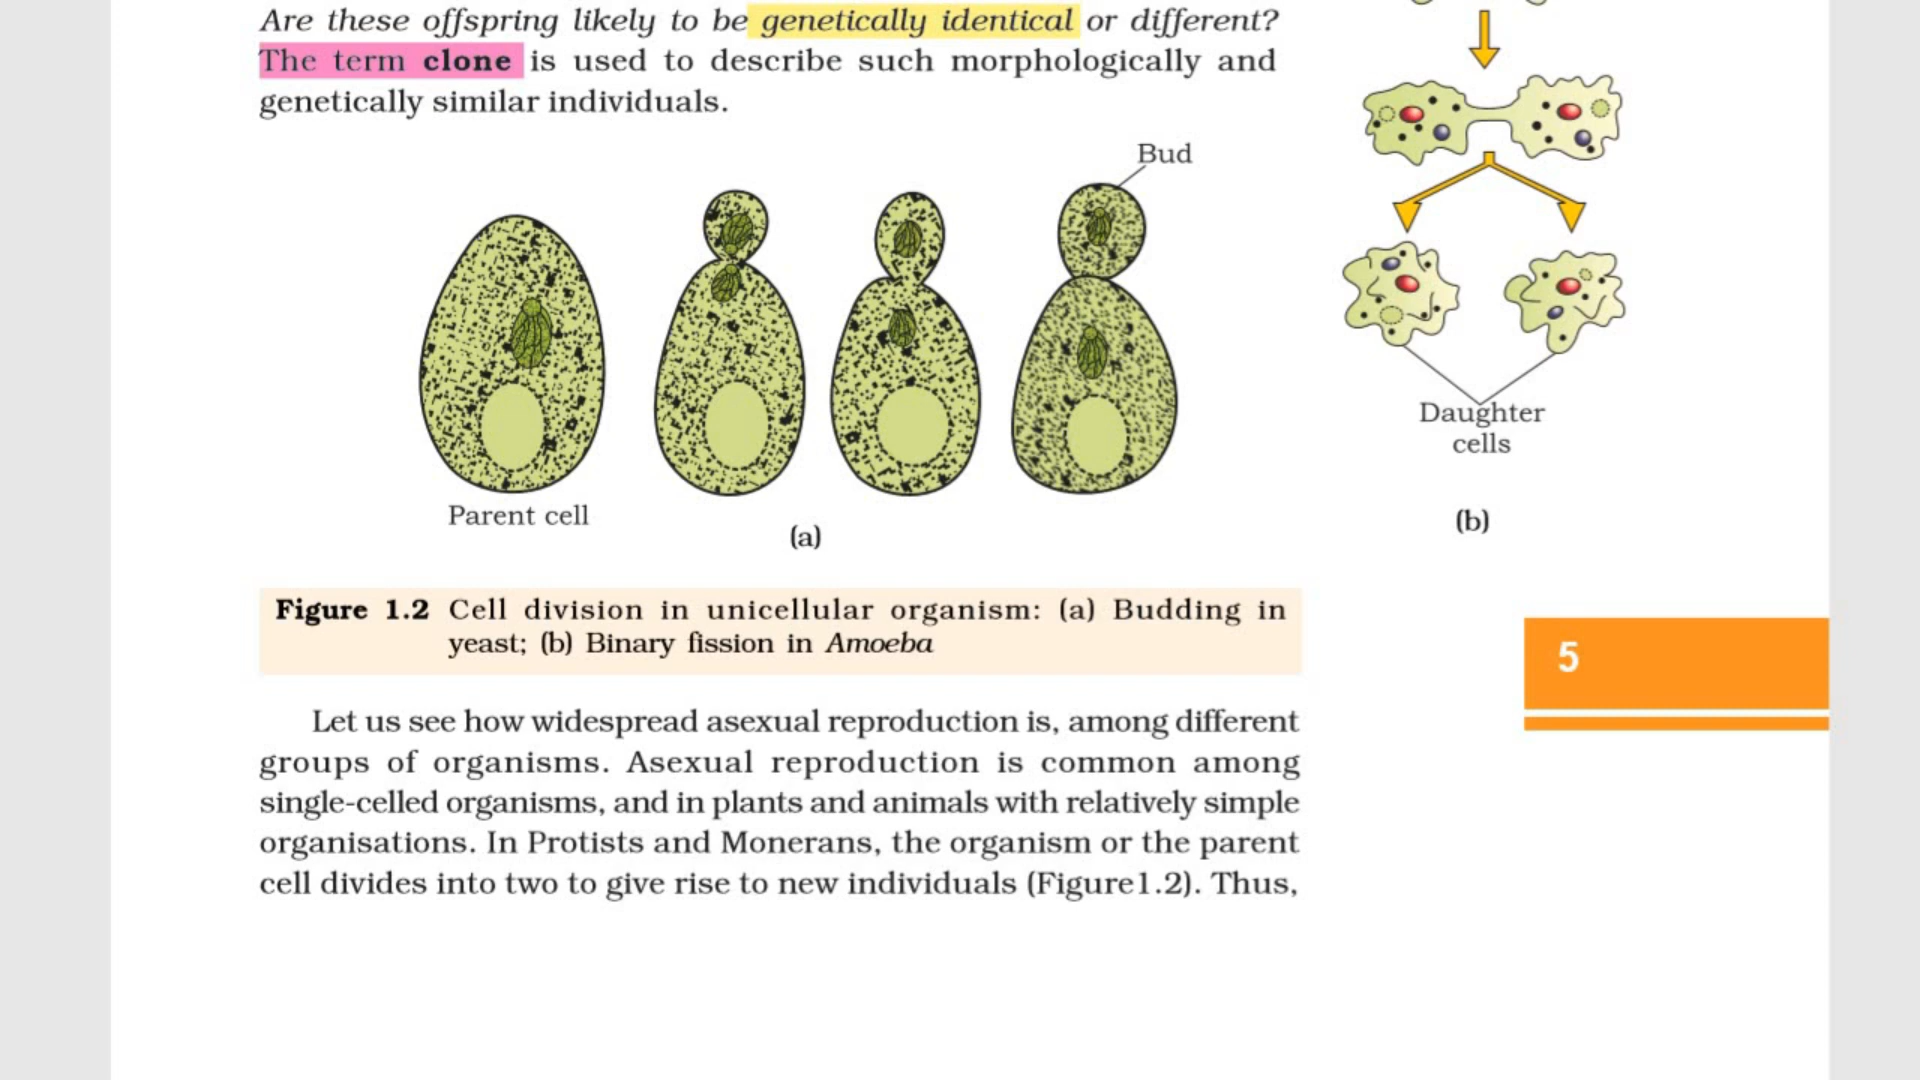 Are these offspring likely to be genetically identical or different?
The term clone is used to describe such morphologically and
genetically similar individuals.
Bud
Parent cell
(a)
Daughter
cells
(b)
Figure 1.2 Cell division in unicellular organism: (a) Budding in
yeast; (b) Binary fission in Amoeba
5
Let us see how widespread asexual reproduction is, among different
groups of organisms. Asexual reproduction is common among
single-celled organisms, and in plants and animals with relatively simple
organisations. In Protists and Monerans, the organism or the parent
cell divides into two to give rise to new individuals (Figure1.2). Thus,